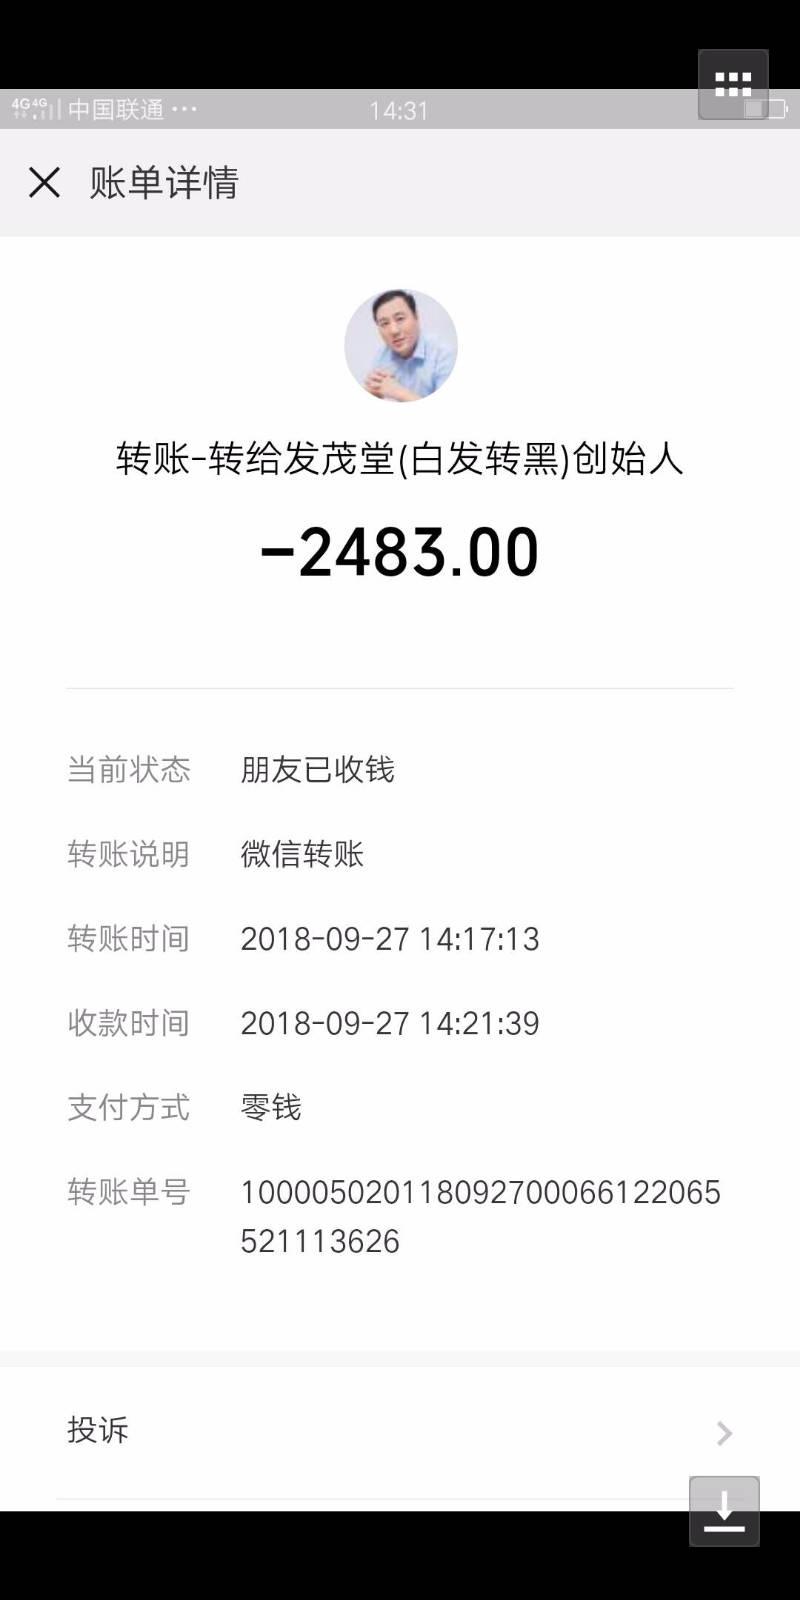 4G 4G 中国联通 ··· 14:31
账单详情
转账-转给发茂堂(白发转黑)创始人
-2483.00
当前状态 朋友已收钱
转账说明 微信转账
转账时间 2018-09-27 14:17:13
收款时间 2018-09-27 14:21:39
支付方式 零钱
转账单号 100005020118092700066122065
521113626
投诉